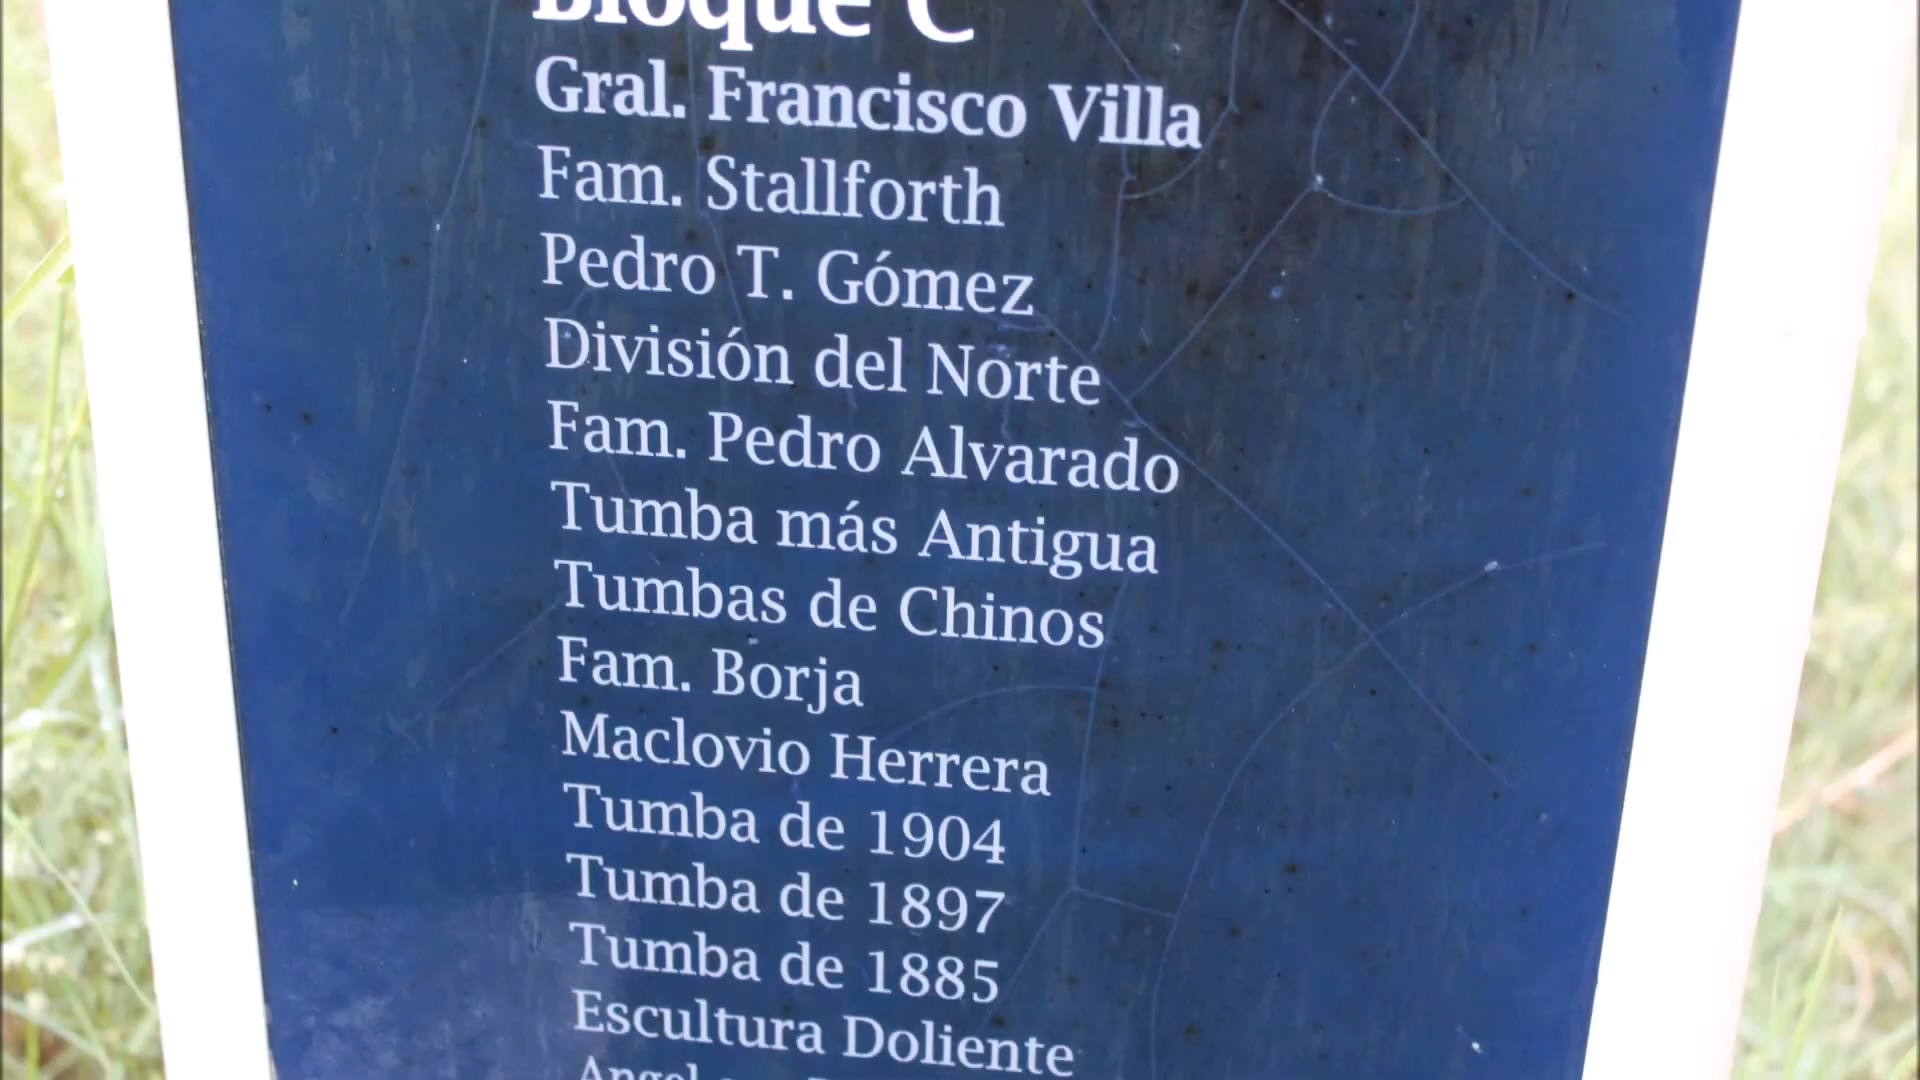 Bloque C
Gral. Francisco Villa
Fam. Stallforth
Pedro T. Gómez
División del Norte
Fam. Pedro Alvarado
Tumba más Antigua
Tumbas de Chinos
Fam. Borja
Maclovio Herrera
Tumba de 1904
Tumba de 1897
Tumba de 1885
Escultura Doliente
Angel